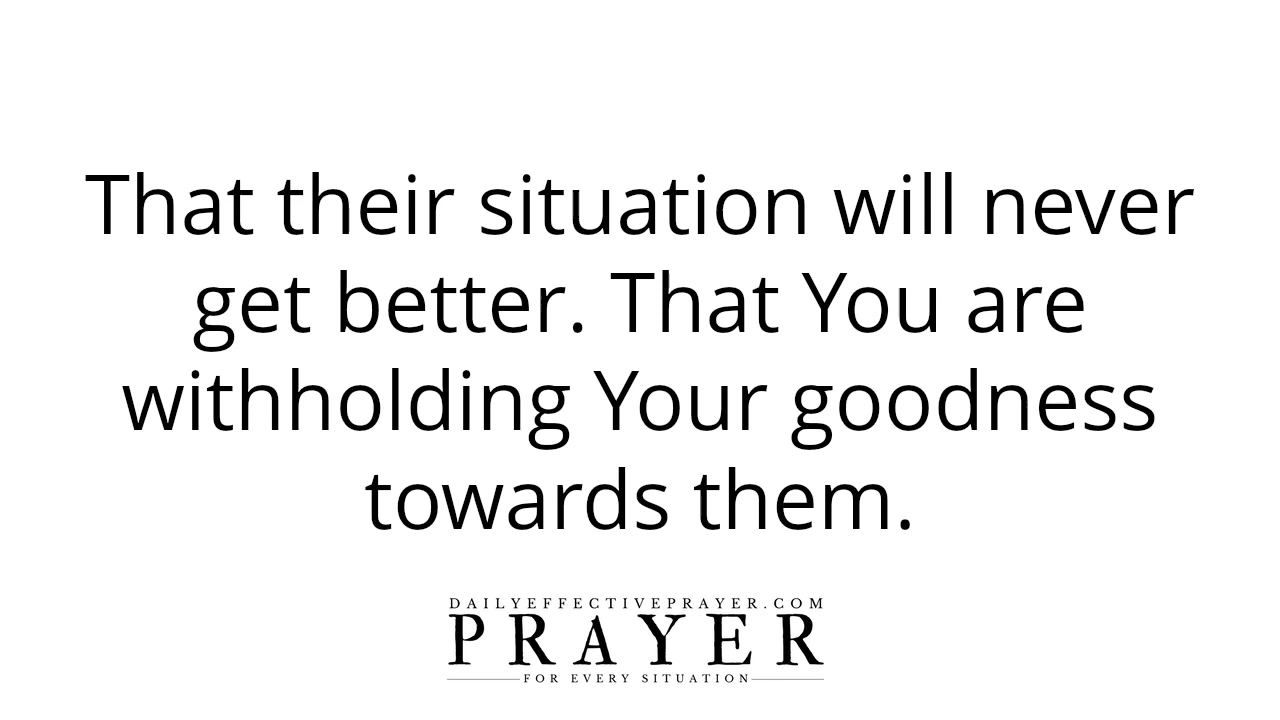 That their situation will never
get better. That You are
withholding Your goodness
towards them.
DAILYEFFECTIVEPRAYER.COM
PRAYER
FOR EVERY SITUATION